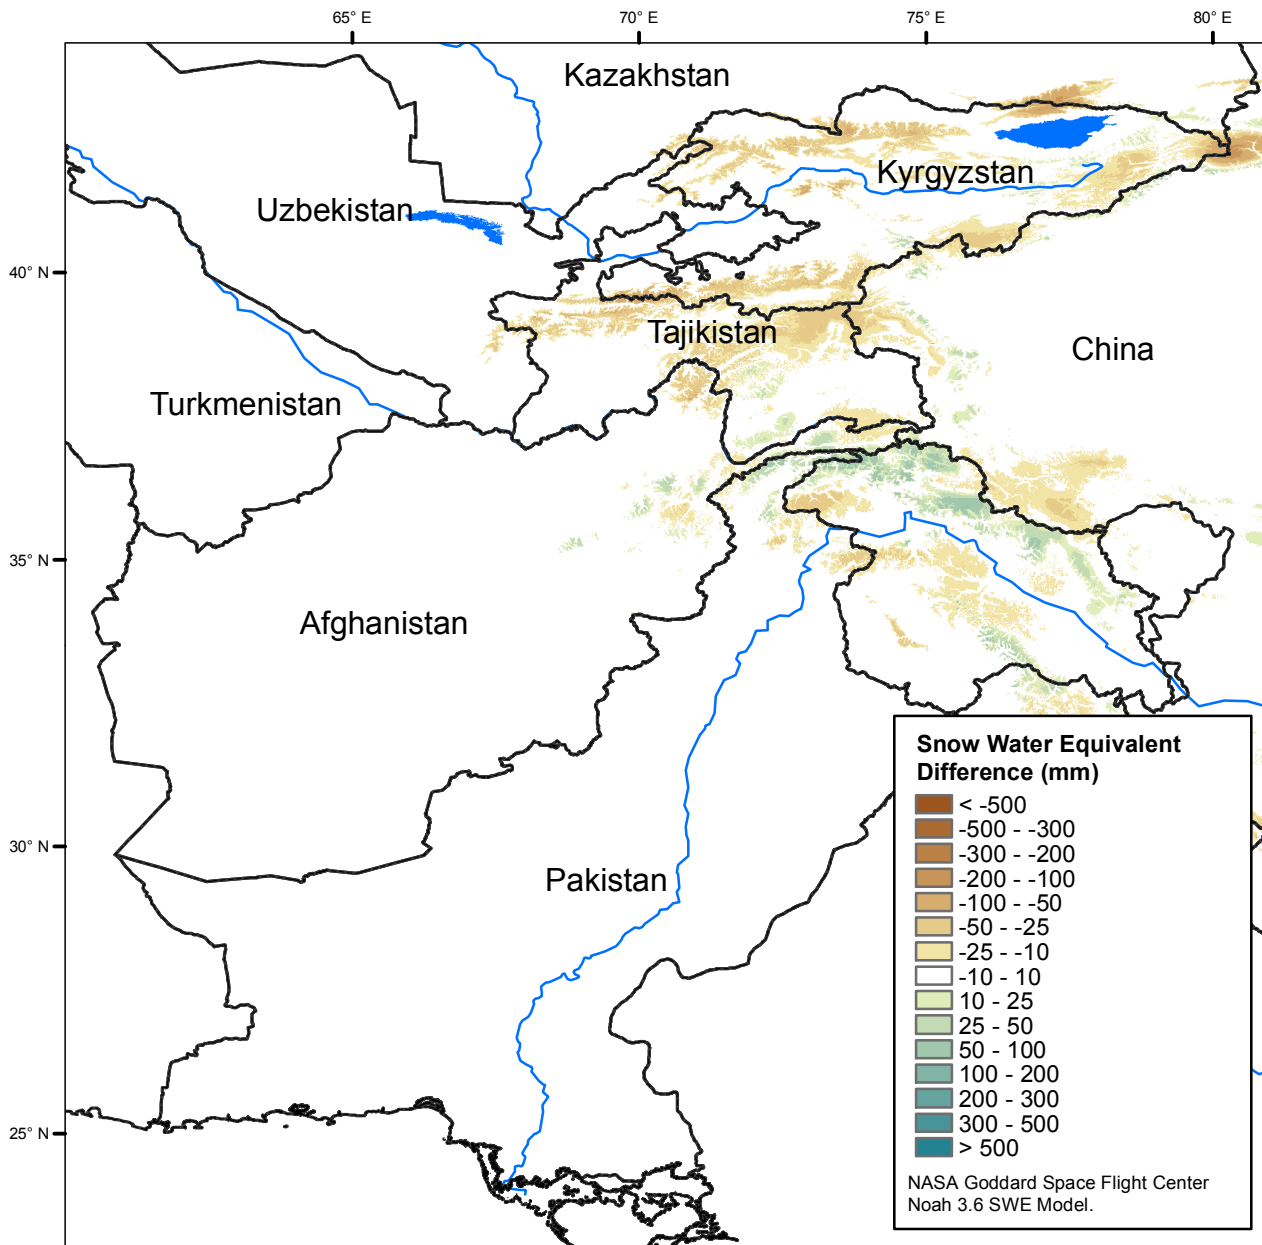 65° E
70° E
75° E
80° E
Kazakhstan
Kyrgyzstan
Uzbekistan
40° N
Tajikistan
China
Turkmenistan
35° N
Afghanistan
30° N
Pakistan
25° N
Snow Water Equivalent
Difference (mm)
< -500
-500 - -300
-300 - -200
-200 - -100
-100 - -50
-50 - -25
-25 - -10
-10 - 10
10 - 25
25 - 50
50 - 100
100 - 200
200 - 300
300 - 500
> 500
NASA Goddard Space Flight Center
Noah 3.6 SWE Model.